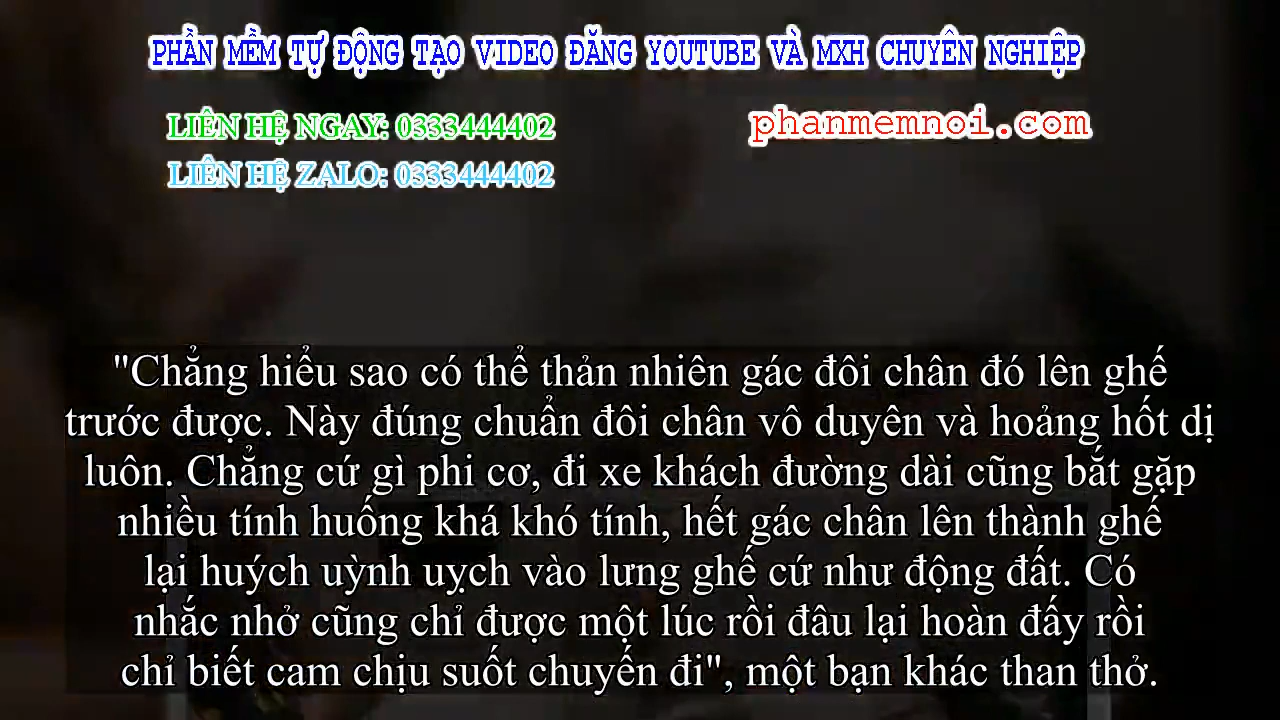 PHẦN MỀM TỰ ĐỘNG TẠO VIDEO ĐĂNG YOUTUBE VÀ MXH CHUYÊN NGHIỆP
LIÊN HỆ NGAY: 0333444402
phanmemnoi.com
LIÊN HỆ ZALO: 0333444402
"Chẳng hiểu sao có thể thản nhiên gác đôi chân đó lên ghế
trước được. Này đúng chuẩn đôi chân vô duyên và hoảng hốt dị
luôn. Chẳng cứ gì phi cơ, đi xe khách đường dài cũng bắt gặp
nhiều tính huống khá khó tính, hết gác chân lên thành ghế
lại huých uỳnh uỵch vào lưng ghế cứ như động đất. Có
nhắc nhở cũng chỉ được một lúc rồi đâu lại hoàn đấy rồi
chỉ biết cam chịu suốt chuyến đi", một bạn khác than thở.